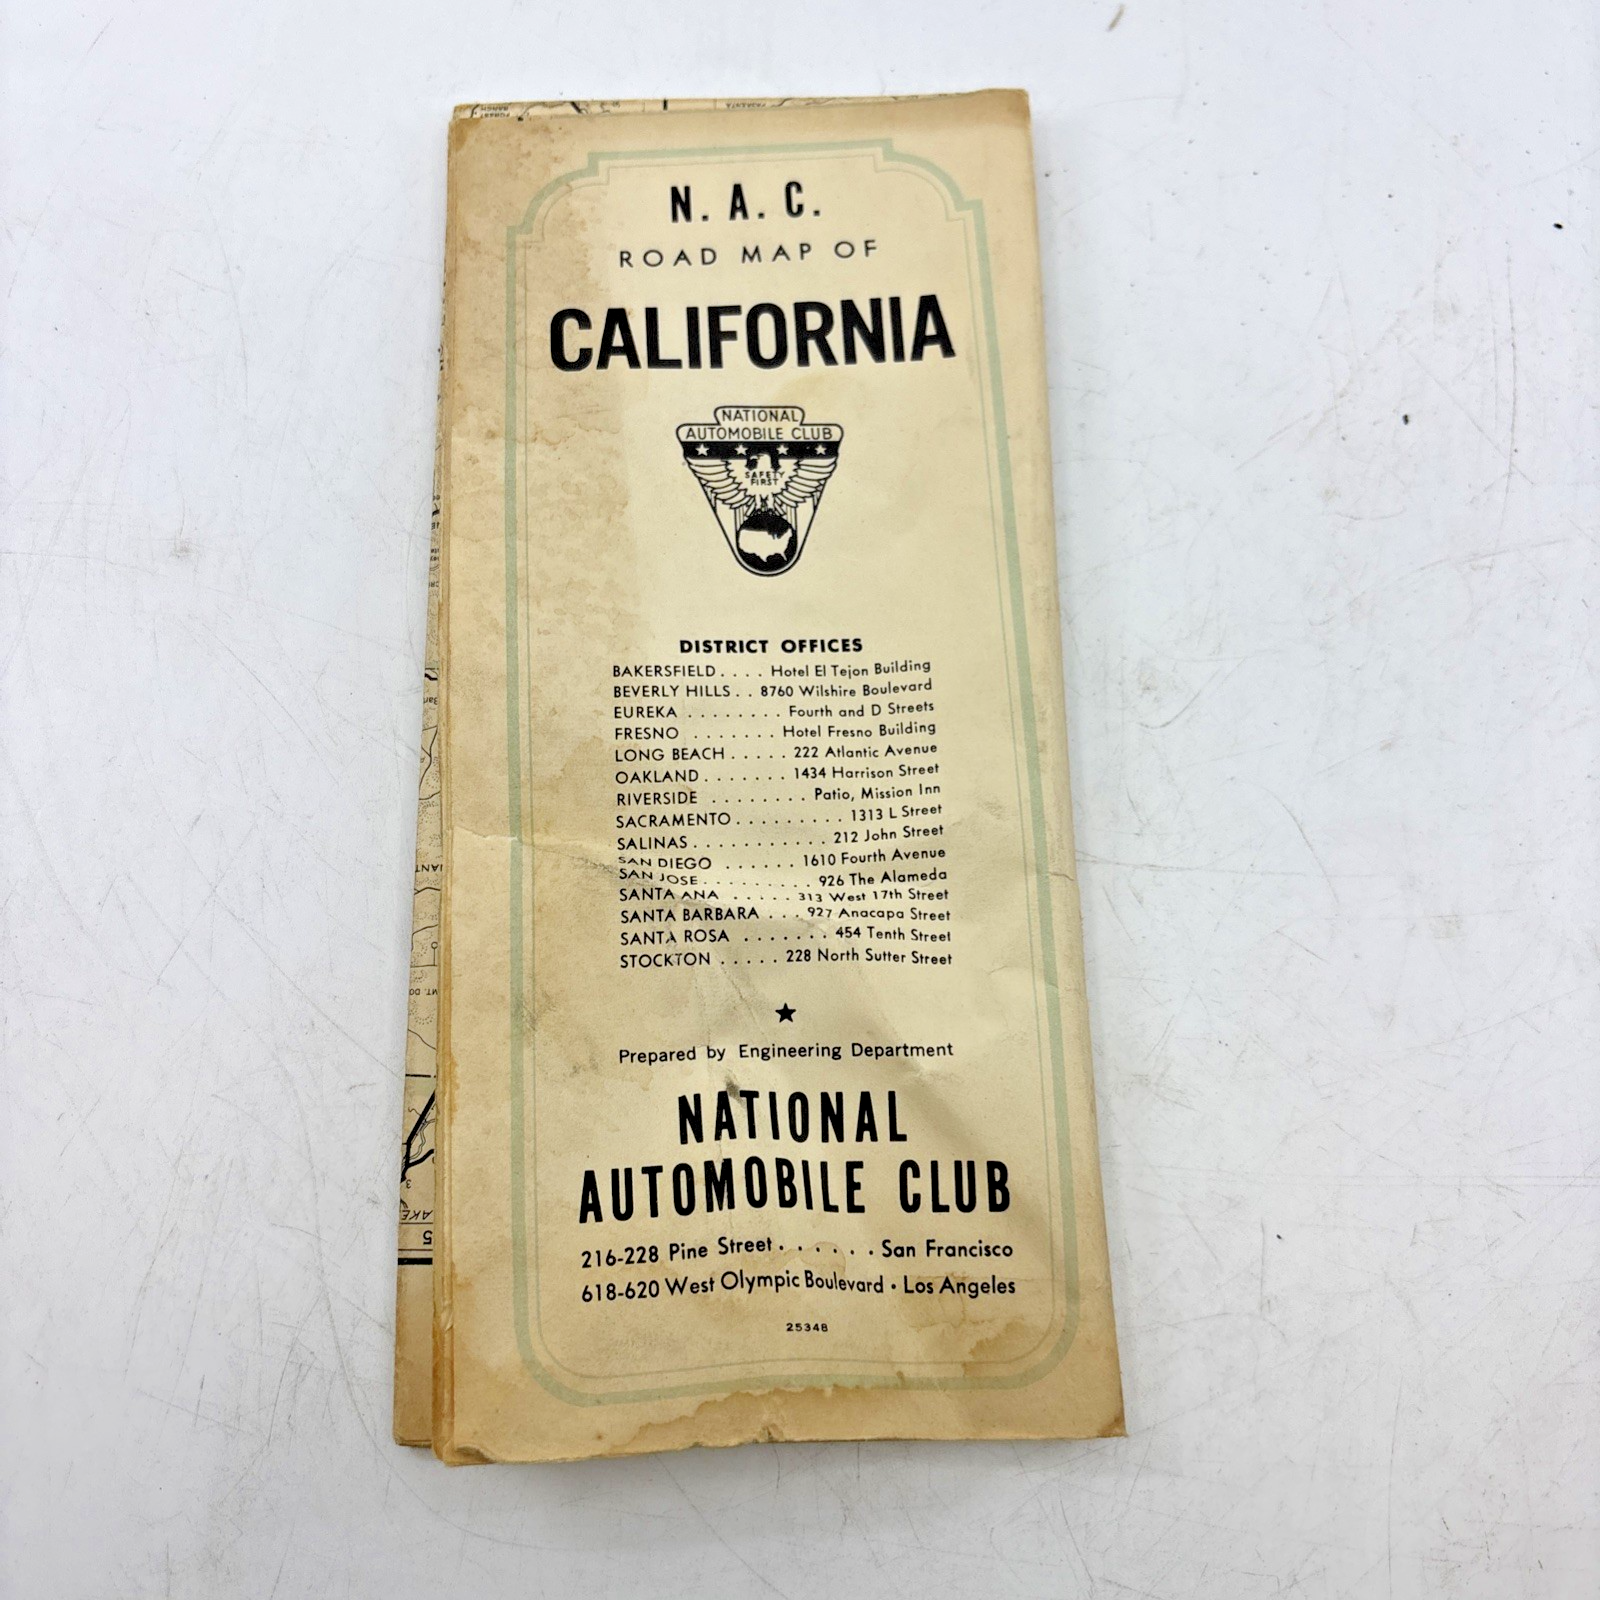 N. A. C.
ROAD MAP OF
CALIFORNIA
NATIONAL
AUTOMOBILE CLUB
SAFETY
FIRST
DISTRICT OFFICES
BAKERSFIELD . . . . Hotel El Tejon Building
BEVERLY HILLS . . 8760 Wilshire Boulevard
EUREKA . . . . . . . . Fourth and D Streets
FRESNO . . . . . . . Hotel Fresno Building
LONG BEACH . . . . . 222 Atlantic Avenue
OAKLAND . . . . . . . 1434 Harrison Street
RIVERSIDE . . . . . . . . Patio, Mission Inn
SACRAMENTO . . . . . . . . . 1313 L Street
SALINAS . . . . . . . . . . . 212 John Street
SAN DIEGO . . . . . . 1610 Fourth Avenue
SAN JOSE . . . . . . . . . 926 The Alameda
SANTA ANA . . . . . 313 West 17th Street
SANTA BARBARA . . . 927 Anacapa Street
SANTA ROSA . . . . . . . 454 Tenth Street
STOCKTON . . . . . 228 North Sutter Street
Prepared by Engineering Department
NATIONAL
AUTOMOBILE CLUB
216-228 Pine Street . . . . . . San Francisco
618-620 West Olympic Boulevard • Los Angeles
2534B